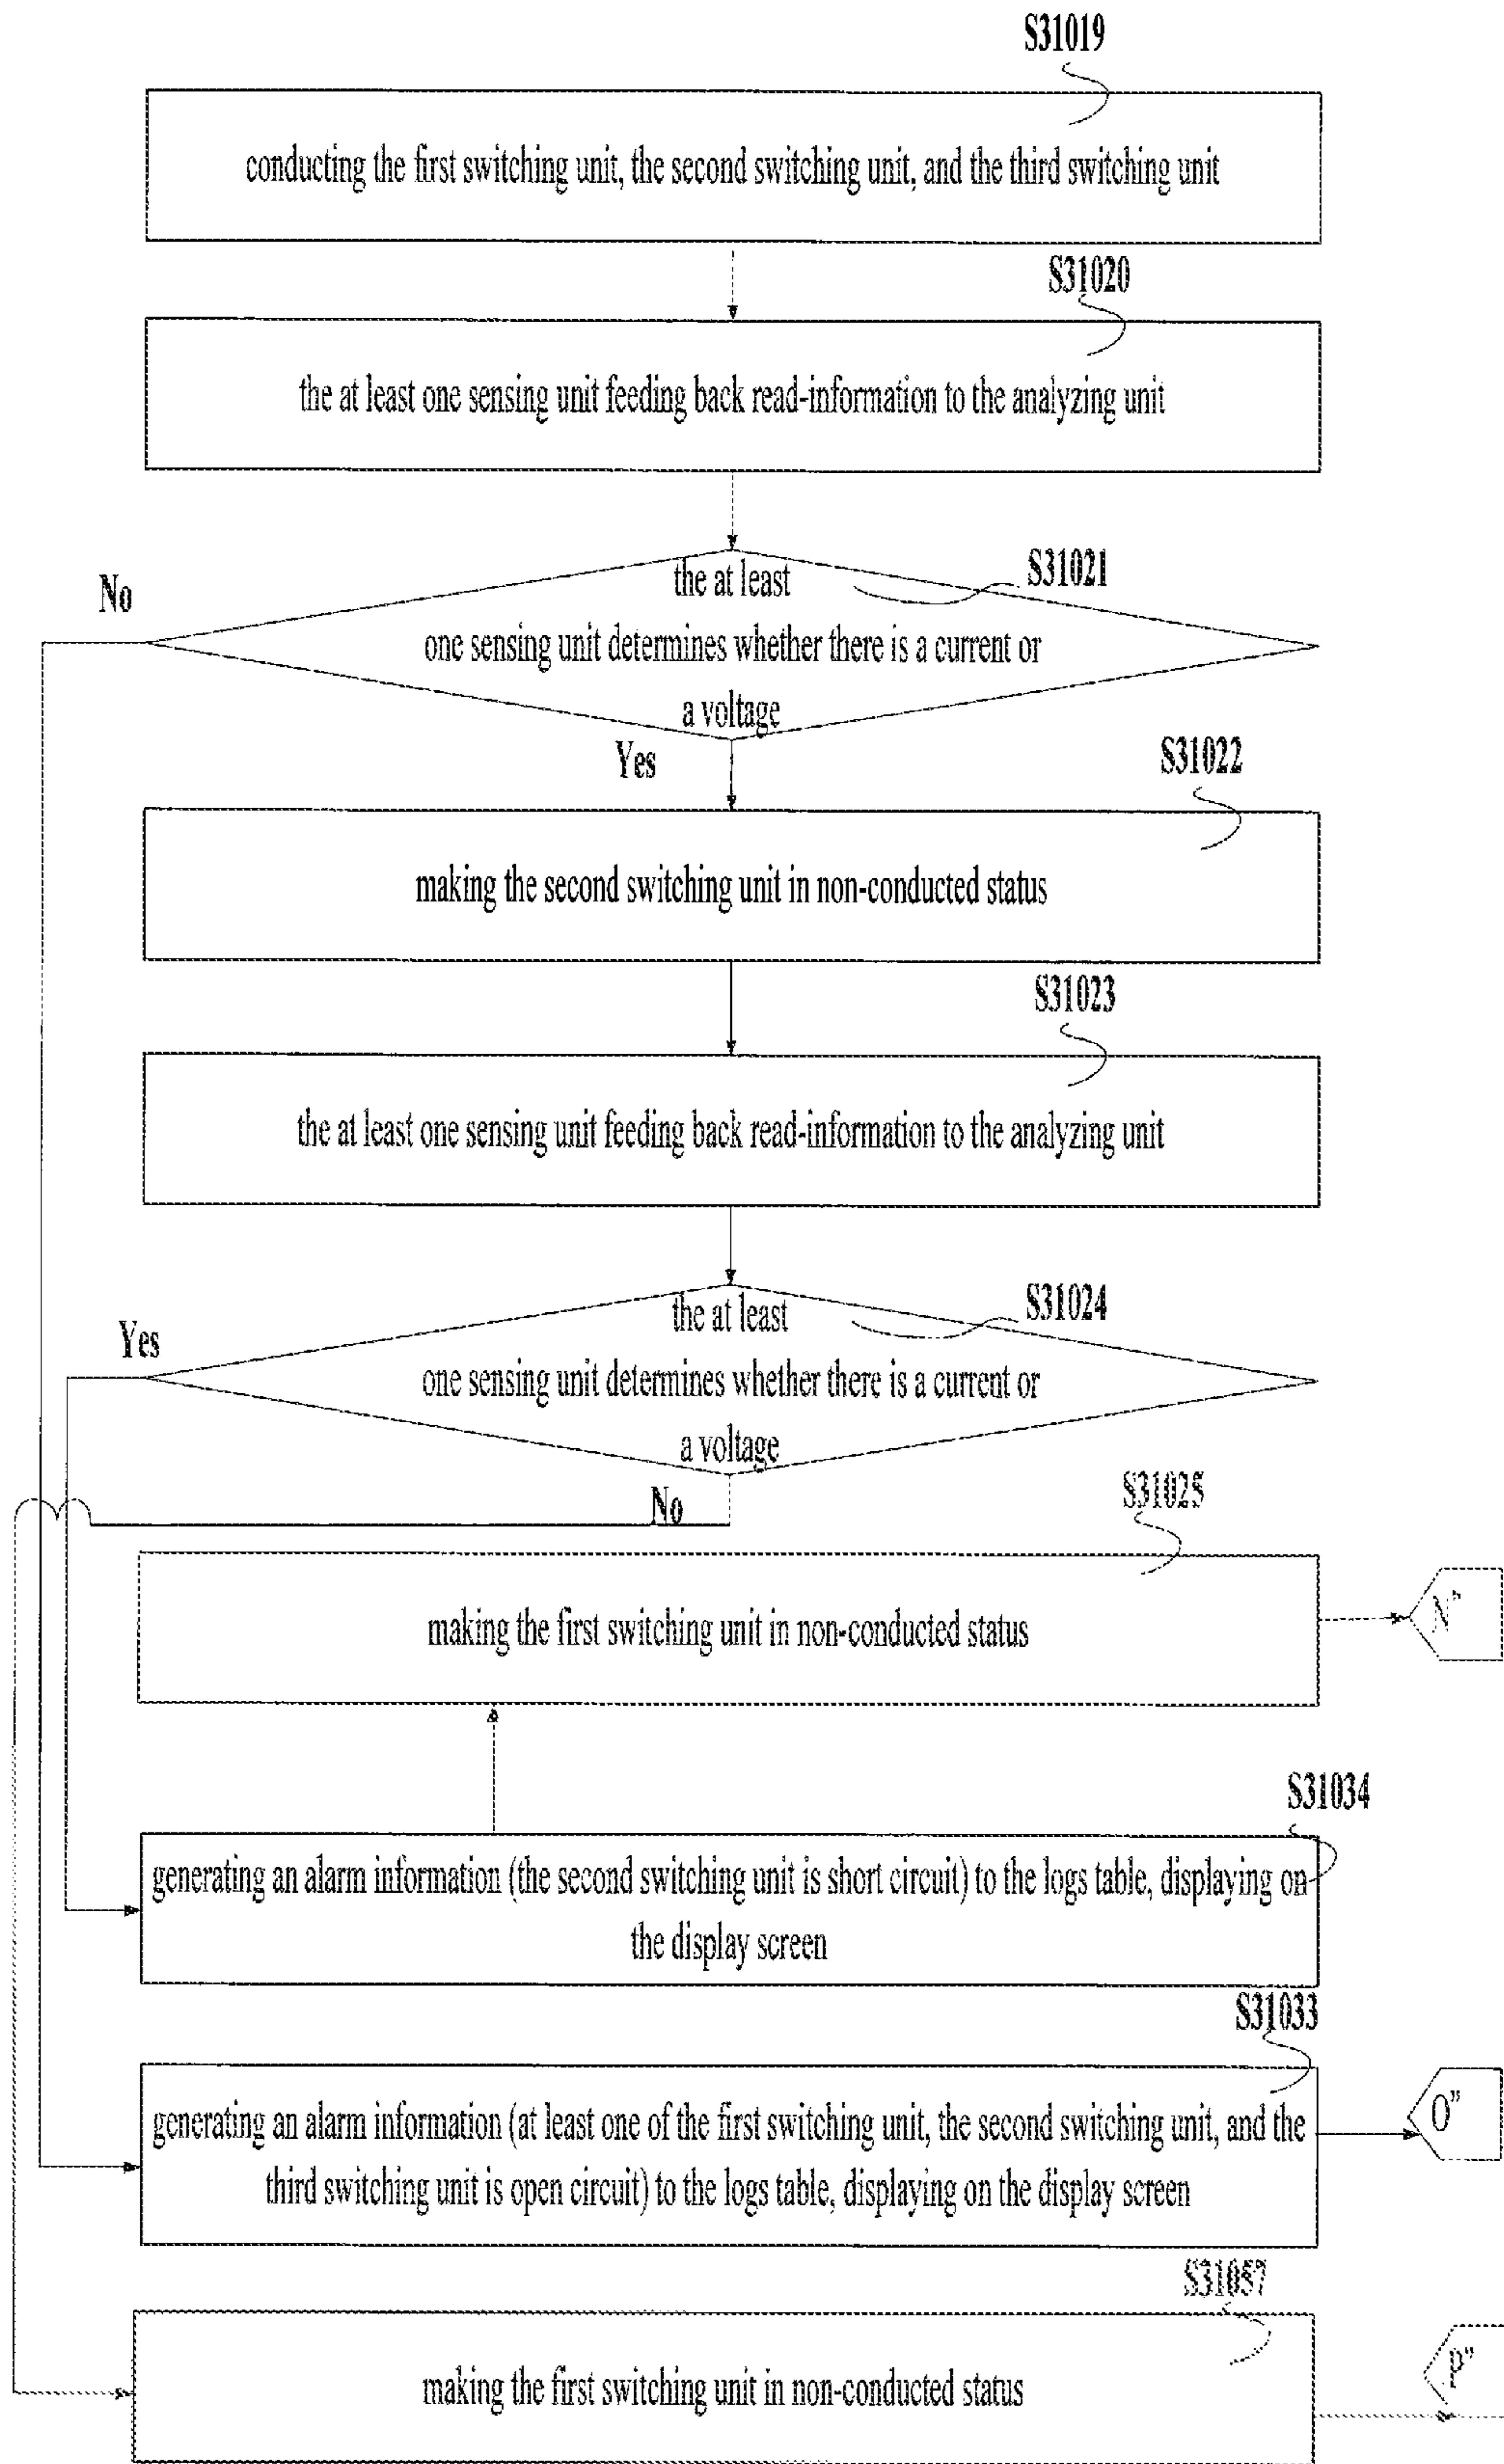 S31019
conducting the first switching unit, the second switching unit, and the third switching unit
S31020
the at least one sensing unit feeding back read-information to the analyzing unit
S31021
No
the at least
one sensing unit determines whether there is a current or
a voltage
Yes
S31022
making the second switching unit in non-conducted status
S31023
the at least one sensing unit feeding back read-information to the analyzing unit
S31024
Yes
the at least
one sensing unit determines whether there is a current or
a voltage
No
S31025
making the first switching unit in non-conducted status
N"
S31034
generating an alarm information (the second switching unit is short circuit) to the logs table, displaying on
the display screen
S31033
generating an alarm information (at least one of the first switching unit, the second switching unit, and the
third switching unit is open circuit) to the logs table, displaying on the display screen
O"
S31057
making the first switching unit in non-conducted status
P"